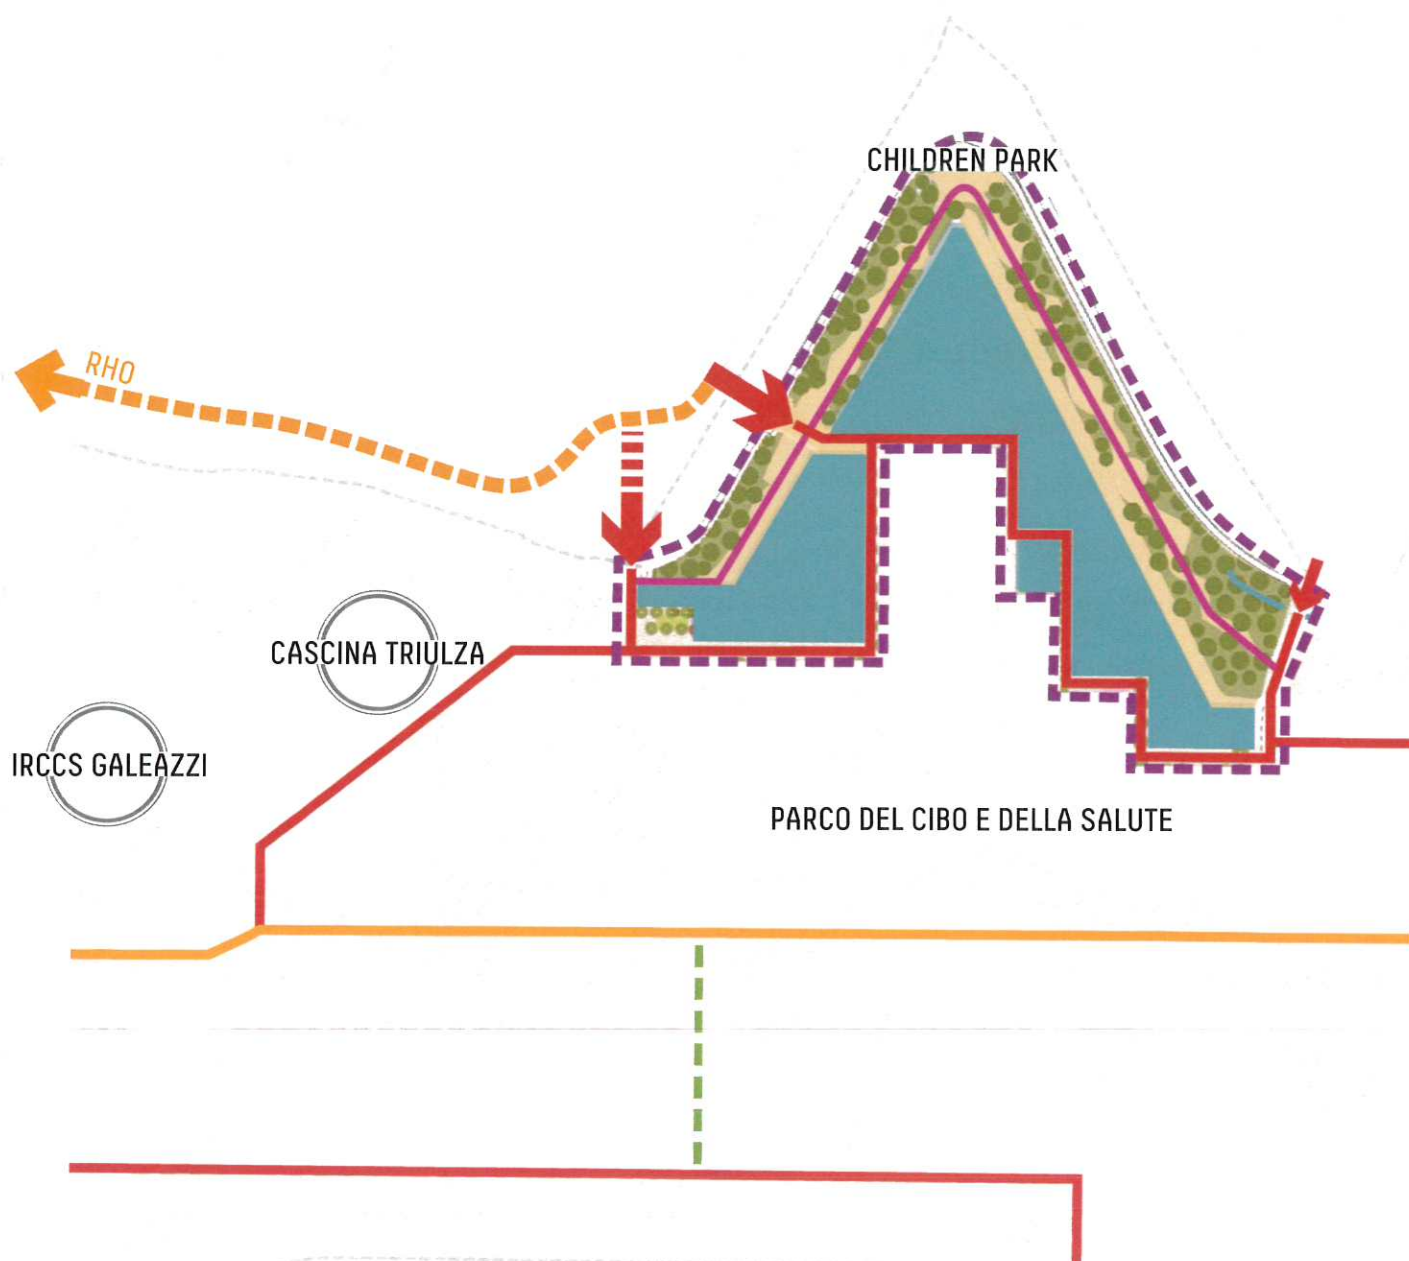 CHILDREN PARK
RHO
CASCINA TRIULZA
IRCCS GALEAZZI
PARCO DEL CIBO E DELLA SALUTE